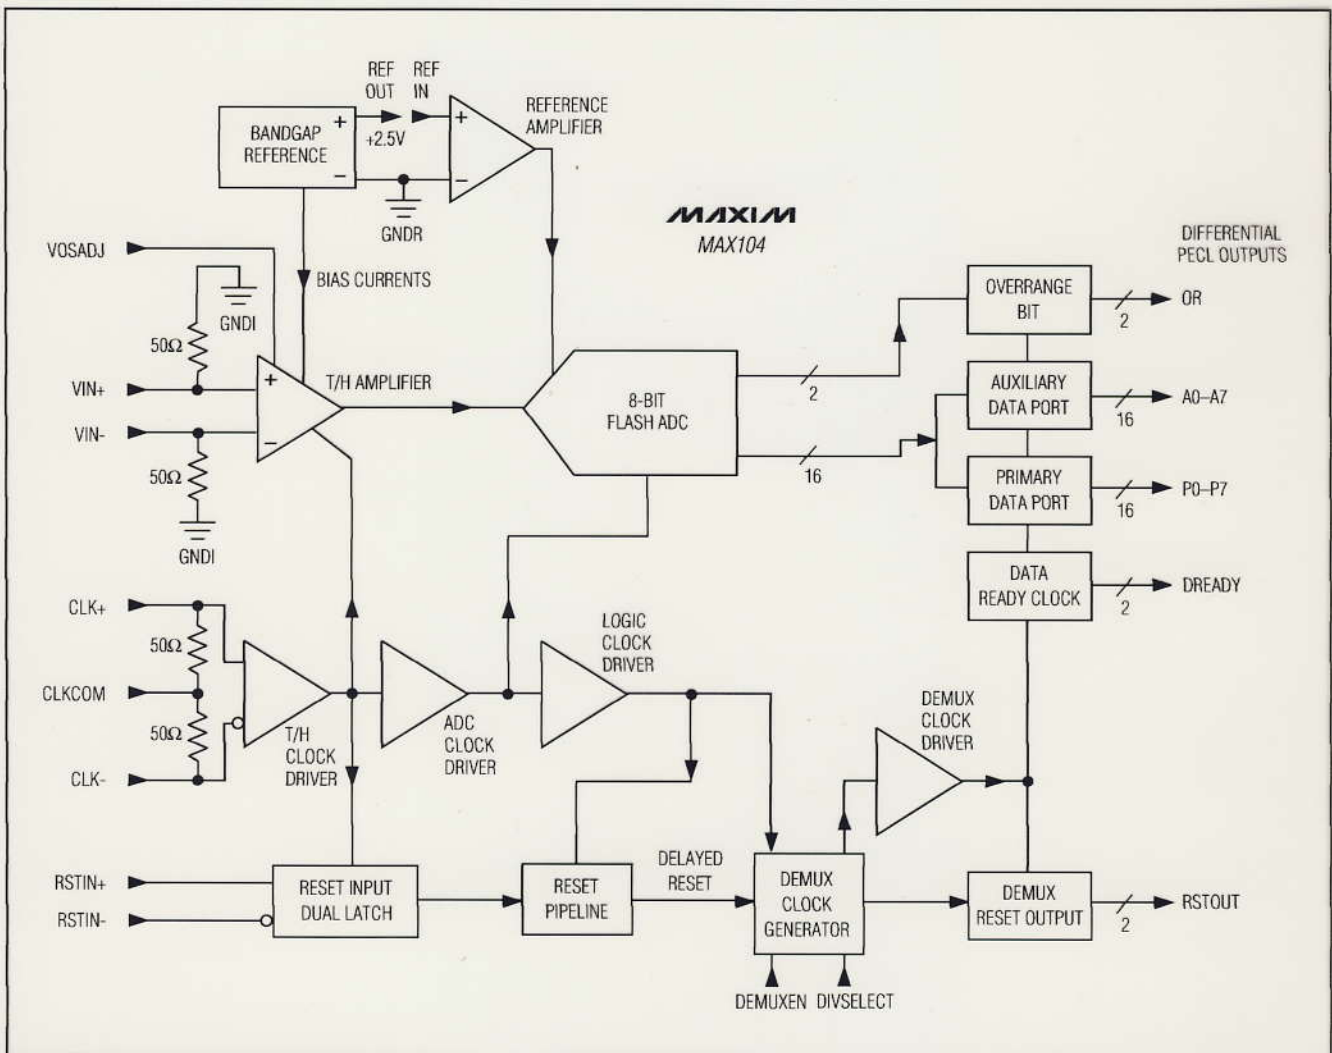 REF
OUT
REF
IN
REFERENCE
AMPLIFIER
BANDGAP
REFERENCE
+
−
+2.5V
+
−
GNDR
MAXIM
MAX104
DIFFERENTIAL
PECL OUTPUTS
VOSADJ
BIAS CURRENTS
GNDI
50Ω
OVERRANGE
BIT
2
OR
VIN+
+
−
T/H AMPLIFIER
8-BIT
FLASH ADC
2
AUXILIARY
DATA PORT
16
A0–A7
VIN-
50Ω
GNDI
16
PRIMARY
DATA PORT
16
P0–P7
DATA
READY CLOCK
2
DREADY
CLK+
50Ω
CLKCOM
50Ω
CLK-
T/H
CLOCK
DRIVER
ADC
CLOCK
DRIVER
LOGIC
CLOCK
DRIVER
DEMUX
CLOCK
DRIVER
RSTIN+
RSTIN-
RESET INPUT
DUAL LATCH
RESET
PIPELINE
DELAYED
RESET
DEMUX
CLOCK
GENERATOR
DEMUX
RESET OUTPUT
2
RSTOUT
DEMUXEN
DIVSELECT